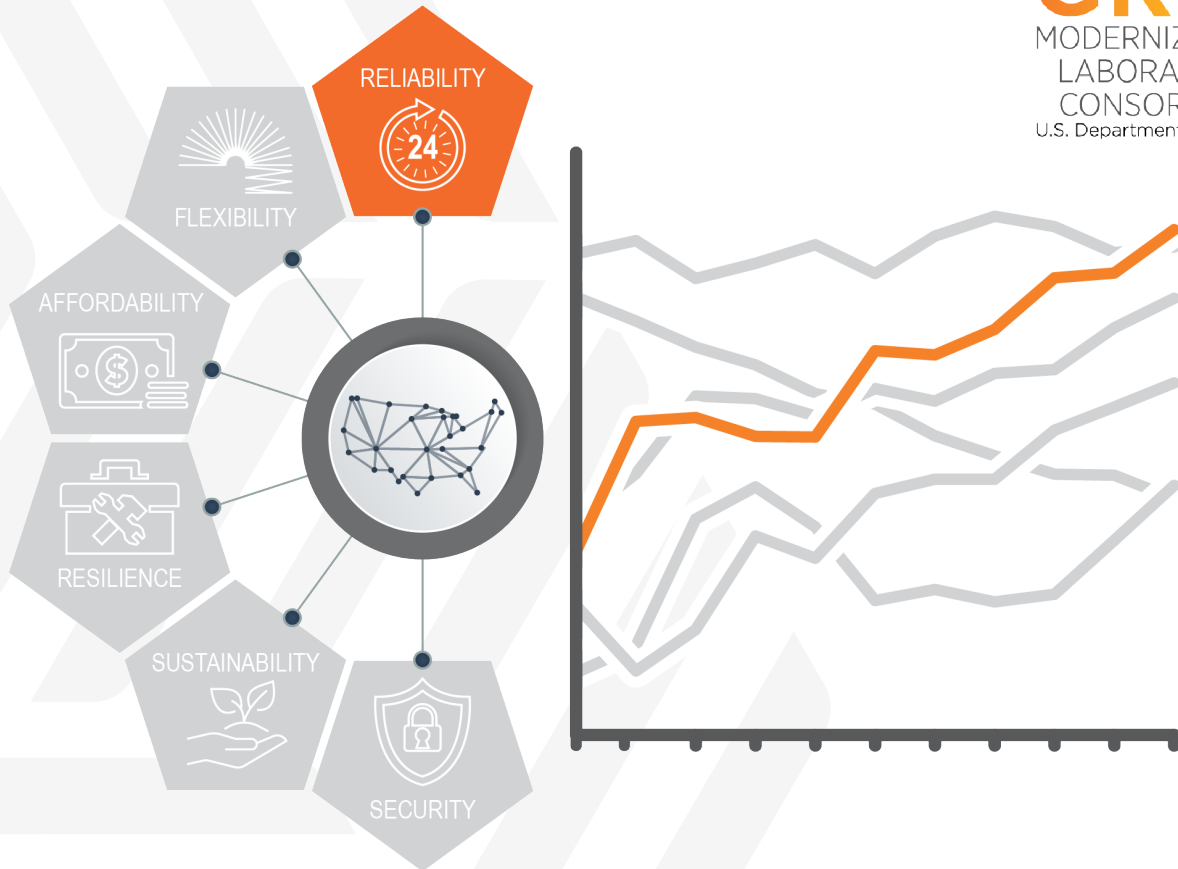 RELIABILITY
24
FLEXIBILITY
AFFORDABILITY
$
RESILIENCE
SUSTAINABILITY
SECURITY
MODERNIZ
LABORA
CONSOR
U.S. Department